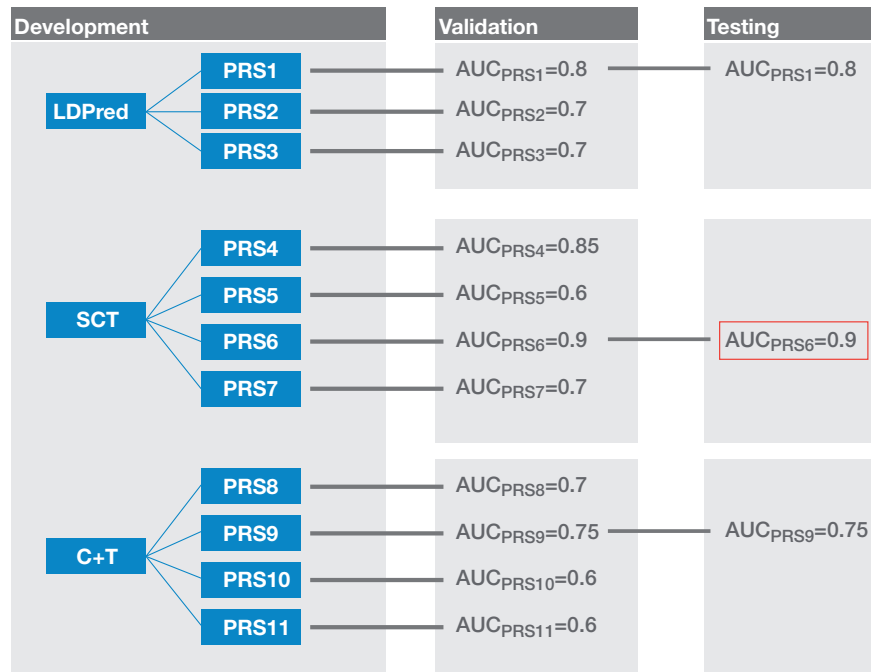 Development Validation Testing
PRS1 AUCPRS1=0.8 AUCPRS1=0.8
LDPred PRS2 AUCPRS2=0.7
PRS3 AUCPRS3=0.7
PRS4 AUCPRS4=0.85
PRS5 AUCPRS5=0.6
SCT
PRS6 AUCPRS6=0.9 AUCPRS6=0.9
PRS7 AUCPRS7=0.7
PRS8 AUCPRS8=0.7
PRS9 AUCPRS9=0.75 AUCPRS9=0.75
C+T
PRS10 AUCPRS10=0.6
PRS11 AUCPRS11=0.6